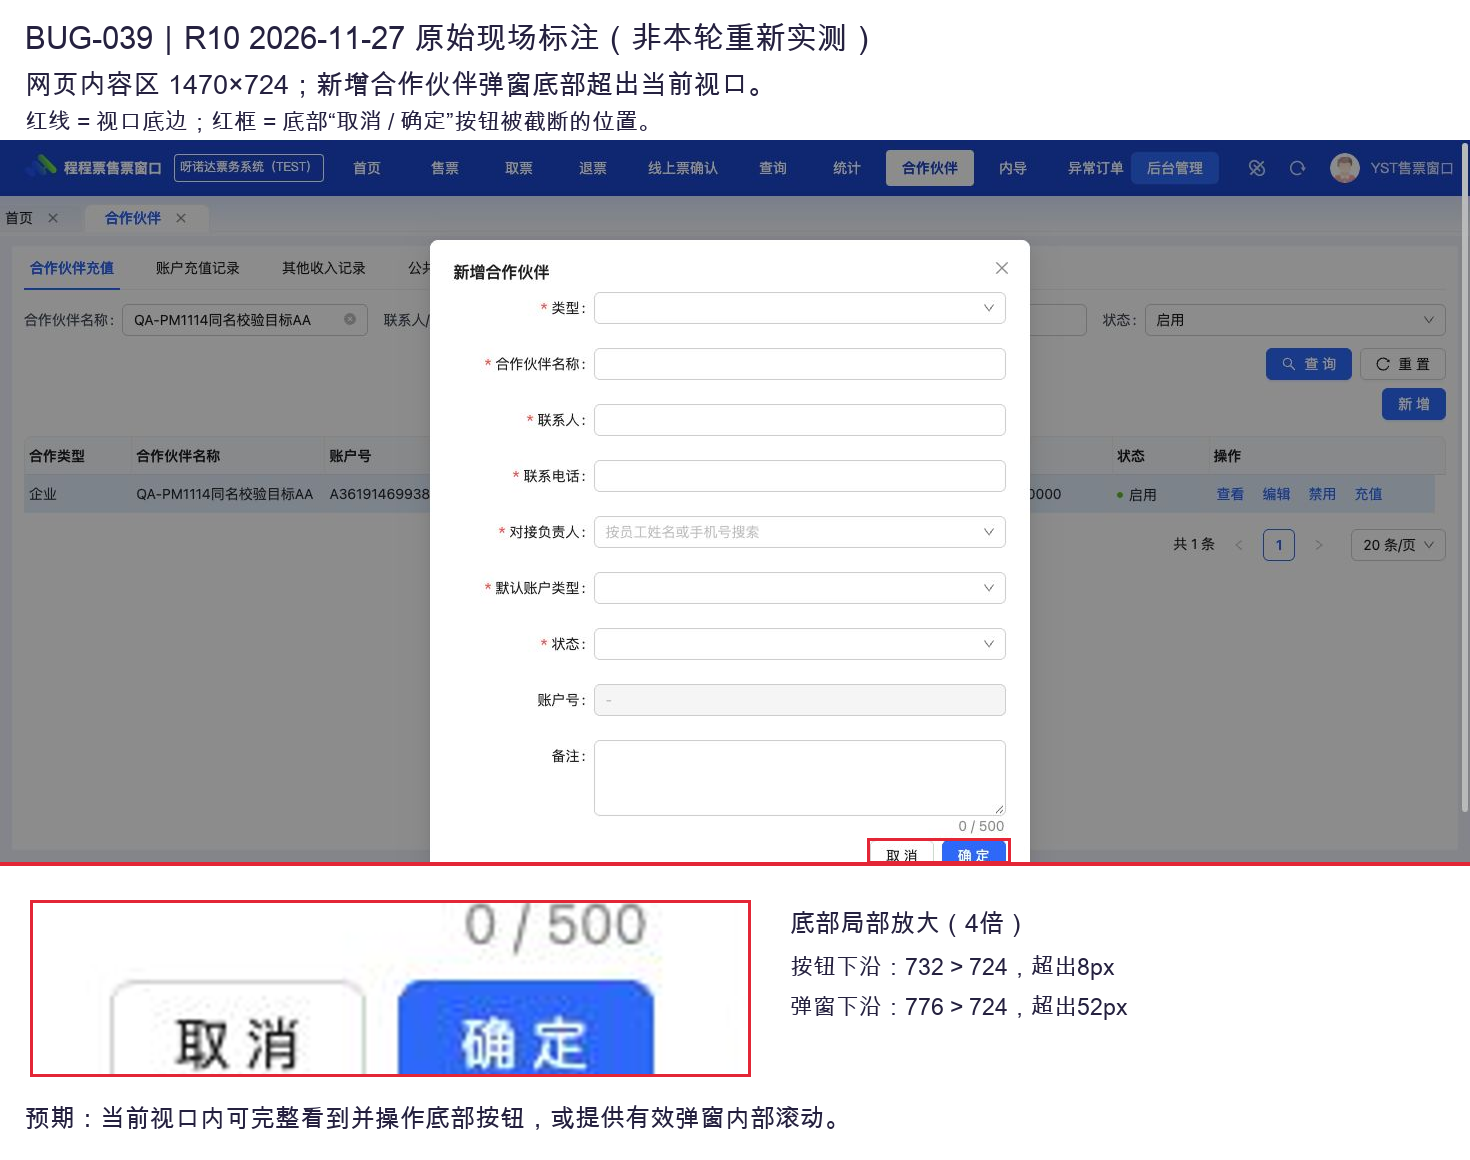 BUG-039｜R10 2026-11-27 原始现场标注（非本轮重新实测）
网页内容区 1470×724；新增合作伙伴弹窗底部超出当前视口。
红线 = 视口底边；红框 = 底部“取消 / 确定”按钮被截断的位置。
程程票售票窗口 呀诺达票务系统（TEST） 首页 售票 取票 退票 线上票确认 查询 统计 合作伙伴 内导 异常订单 后台管理 YST售票窗口
首页 合作伙伴
合作伙伴充值 账户充值记录 其他收入记录 公共
新增合作伙伴
* 类型:
合作伙伴名称: QA-PM1114同名校验目标AA 联系人/ 状态: 启用
* 合作伙伴名称:
查 询 重 置
新 增
* 联系人:
合作类型 合作伙伴名称 账户号 状态 操作
* 联系电话:
企业 QA-PM1114同名校验目标AA A36191469938 0000 启用 查看 编辑 禁用 充值
* 对接负责人: 按员工姓名或手机号搜索
共 1 条 < 1 > 20 条/页
* 默认账户类型:
* 状态:
账户号: -
备注:
0 / 500
取 消 确 定
0 / 500
取 消 确 定
底部局部放大（4倍）
按钮下沿：732 > 724，超出8px
弹窗下沿：776 > 724，超出52px
预期：当前视口内可完整看到并操作底部按钮，或提供有效弹窗内部滚动。